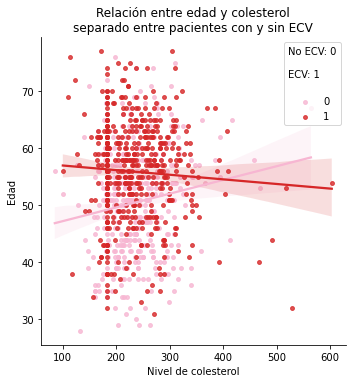 Relación entre edad y colesterol
separado entre pacientes con y sin ECV
No ECV: 0
ECV: 1
0
1
Edad
70
60
50
40
30
100 200 300 400 500 600
Nivel de colesterol